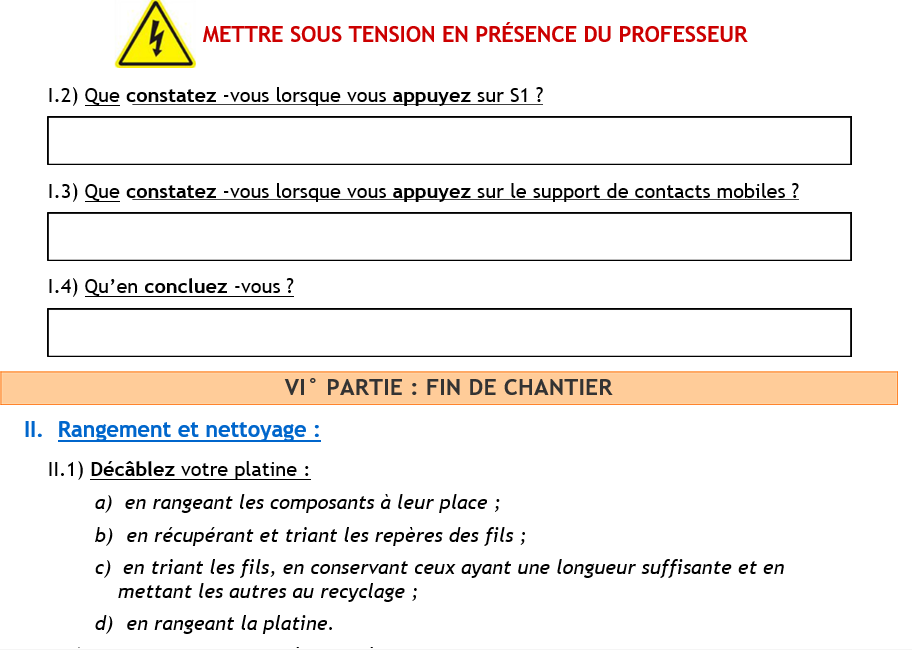 METTRE SOUS TENSION EN PRÉSENCE DU PROFESSEUR
I.2) Que constatez -vous lorsque vous appuyez sur S1 ?
I.3) Que constatez -vous lorsque vous appuyez sur le support de contacts mobiles ?
I.4) Qu’en concluez -vous ?
VI° PARTIE : FIN DE CHANTIER
II. Rangement et nettoyage :
II.1) Décâblez votre platine :
a) en rangeant les composants à leur place ;
b) en récupérant et triant les repères des fils ;
c) en triant les fils, en conservant ceux ayant une longueur suffisante et en
mettant les autres au recyclage ;
d) en rangeant la platine.